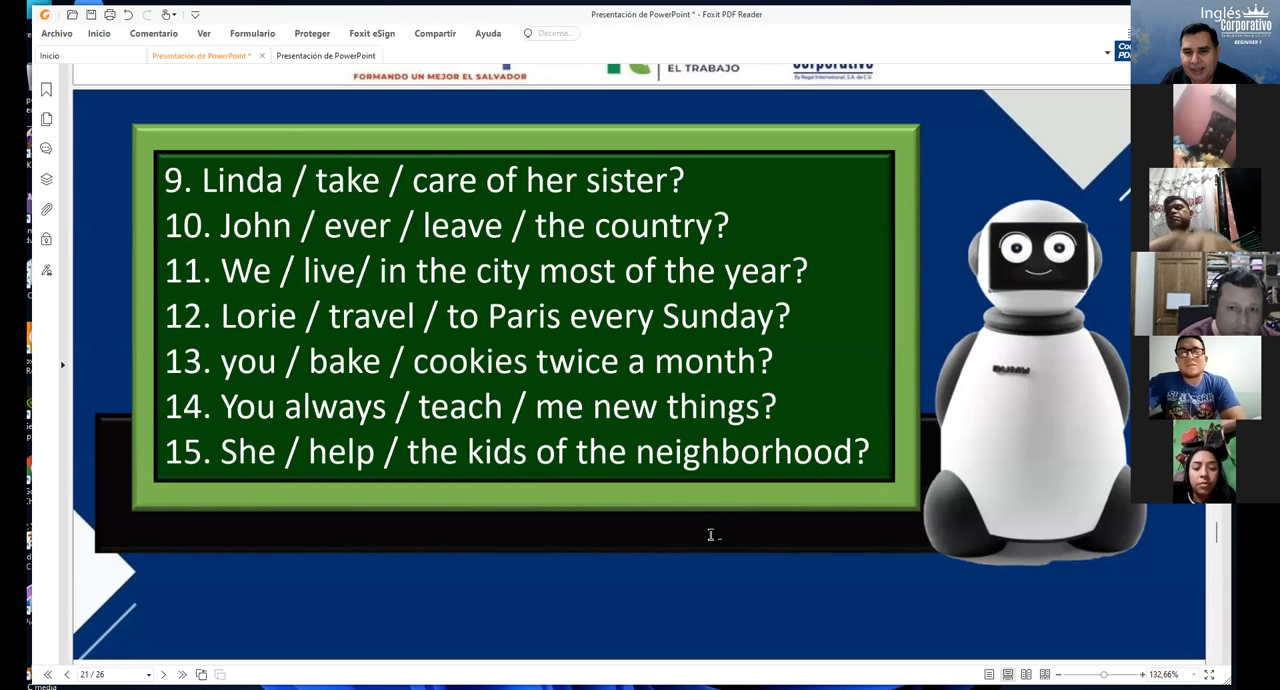 Presentación de PowerPoint * - Foxit PDF Reader
Archivo Inicio Comentario Ver Formulario Proteger Foxit eSign Compartir Ayuda Decirme...
Inicio Presentación de PowerPoint * Presentación de PowerPoint
FORMANDO UN MEJOR EL SALVADOR
EL TRABAJO
9. Linda / take / care of her sister?
10. John / ever / leave / the country?
11. We / live/ in the city most of the year?
12. Lorie / travel / to Paris every Sunday?
13. you / bake / cookies twice a month?
14. You always / teach / me new things?
15. She / help / the kids of the neighborhood?
Inglés
Corporativo
BEGINNER 1
21 / 26
132,66%
C media